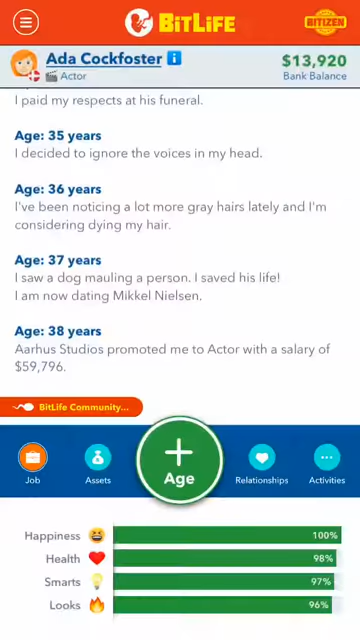 BitLife
BITIZEN
Ada Cockfoster i
$13,920
Actor
Bank Balance
I paid my respects at his funeral.
Age: 35 years
I decided to ignore the voices in my head.
Age: 36 years
I've been noticing a lot more gray hairs lately and I'm
considering dying my hair.
Age: 37 years
I saw a dog mauling a person. I saved his life!
I am now dating Mikkel Nielsen.
Age: 38 years
Aarhus Studios promoted me to Actor with a salary of
$59,796.
BitLife Community...
Job
Assets
+
Age
Relationships
Activities
Happiness 100%
Health 98%
Smarts 97%
Looks 96%